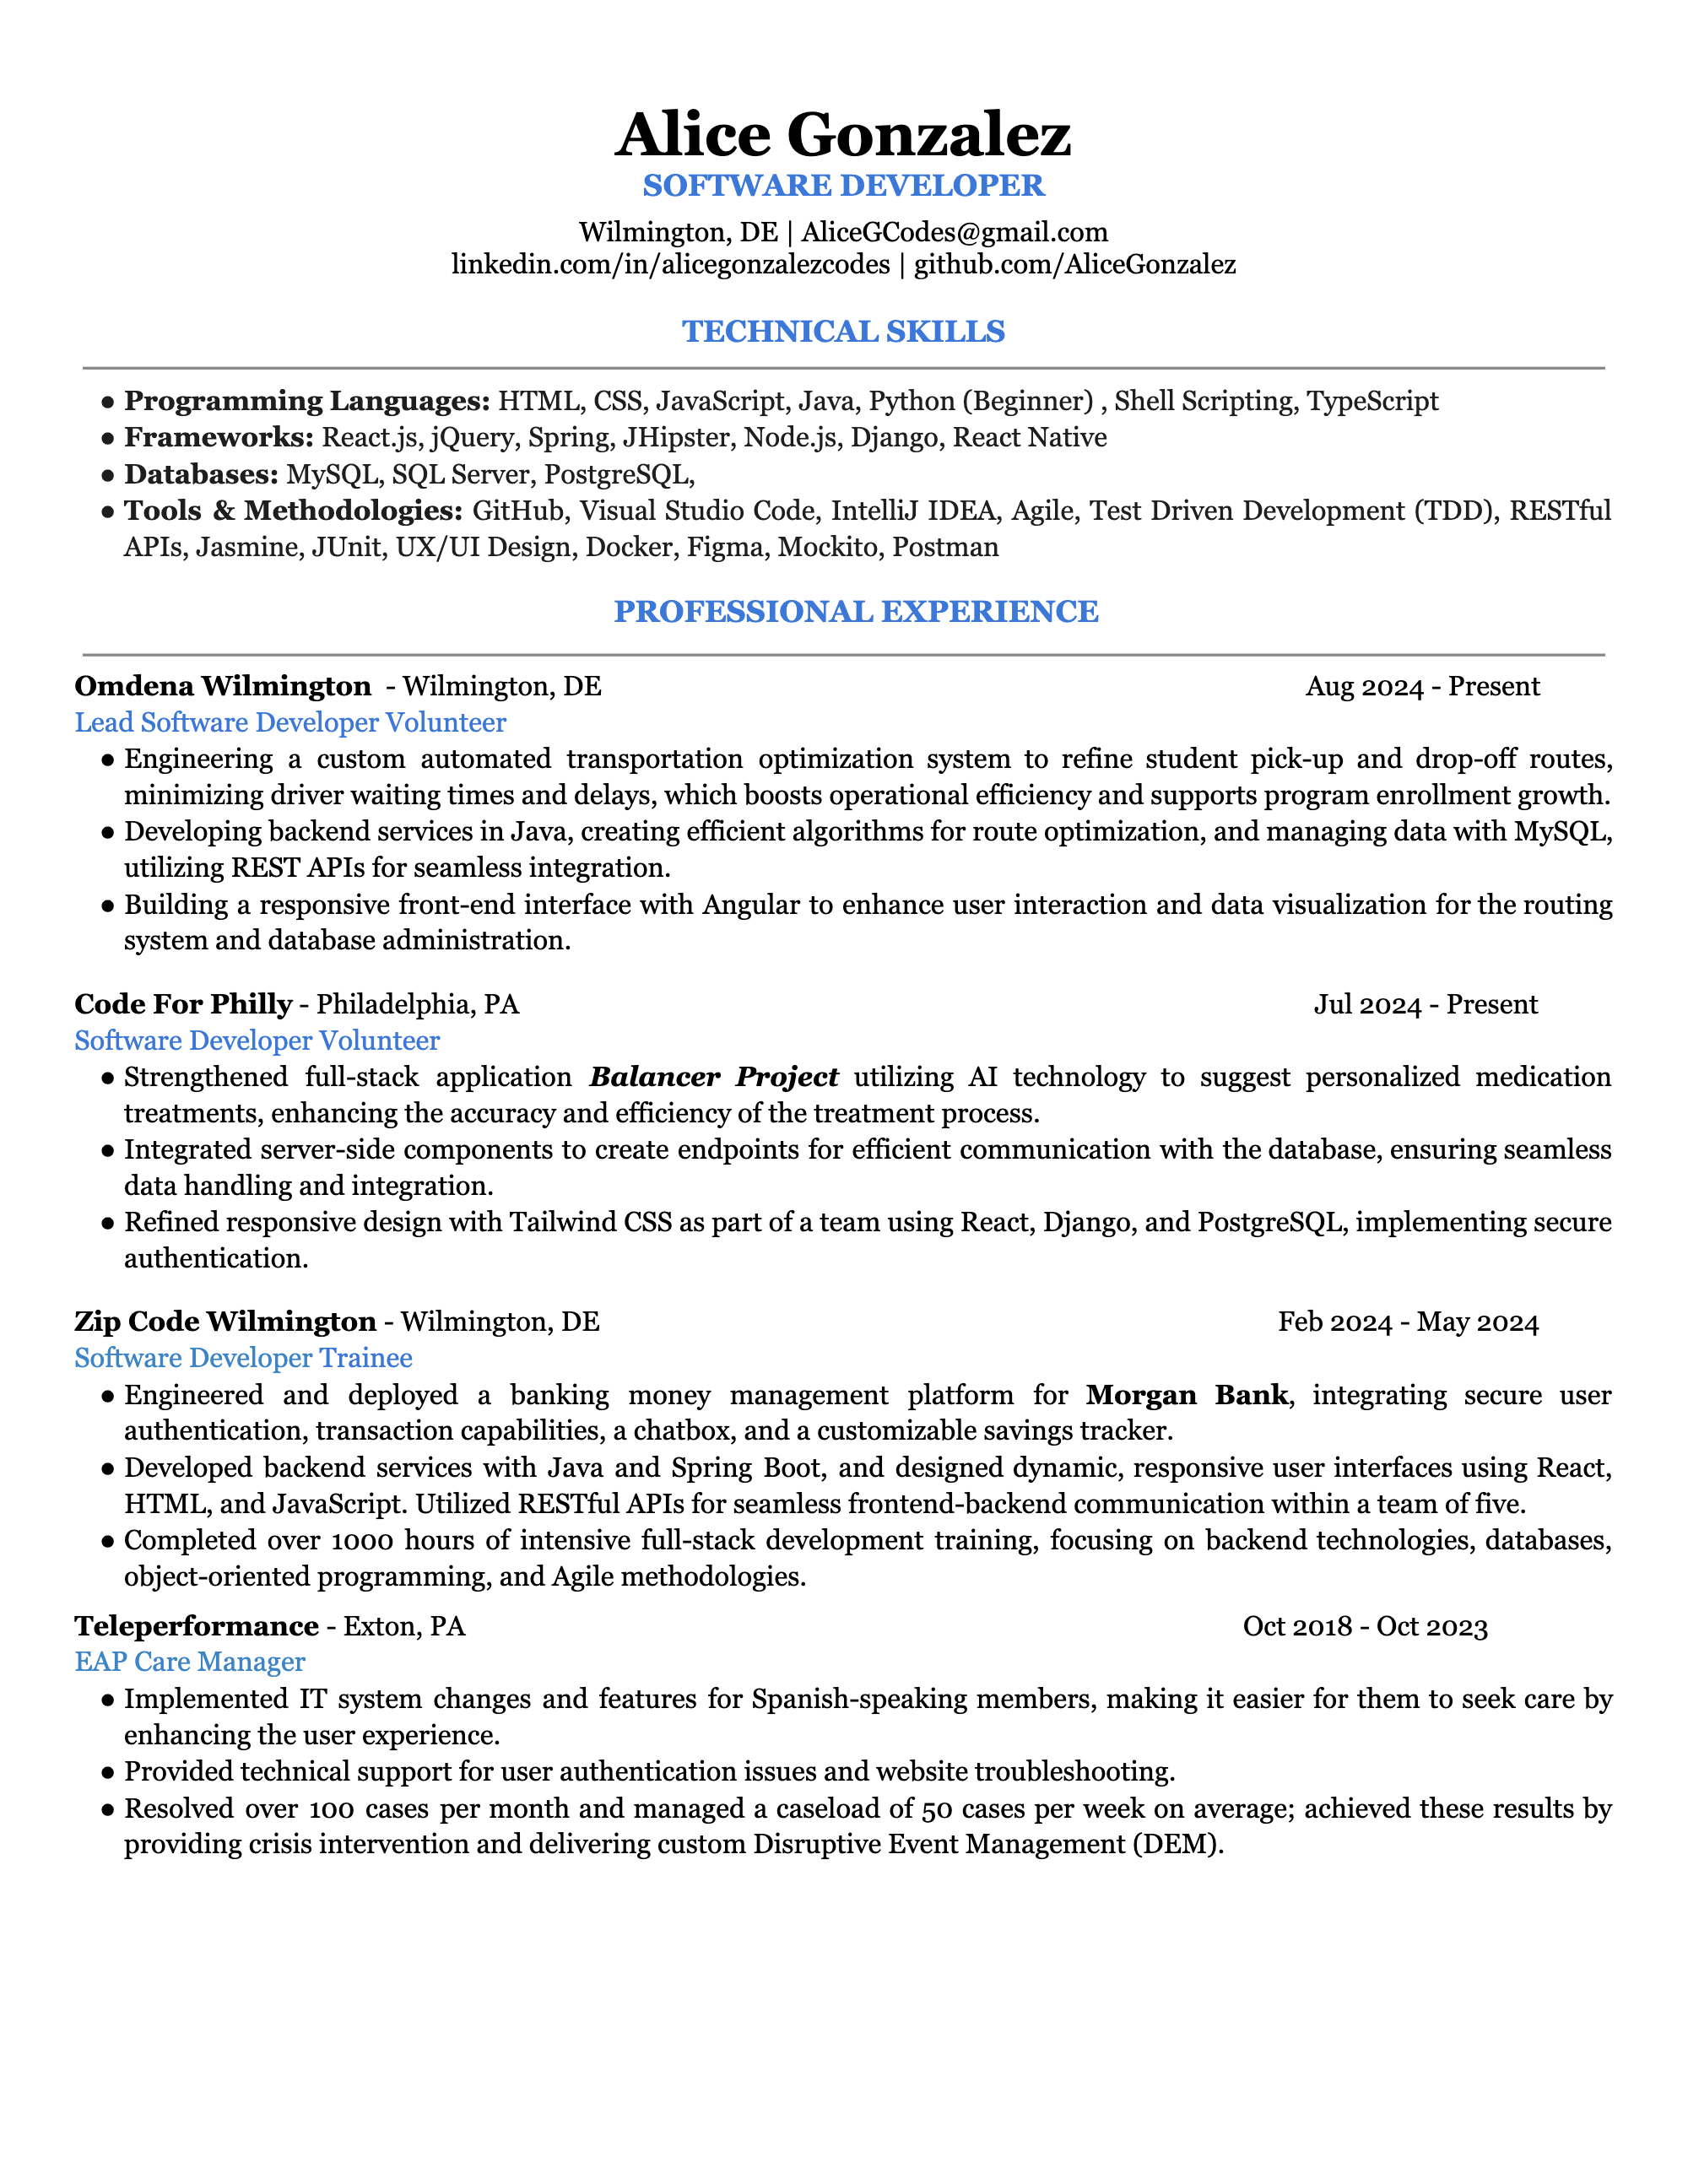 Alice Gonzalez
SOFTWARE DEVELOPER
Wilmington, DE | AliceGCodes@gmail.com
linkedin.com/in/alicegonzalezcodes | github.com/AliceGonzalez
TECHNICAL SKILLS
● Programming Languages: HTML, CSS, JavaScript, Java, Python (Beginner) , Shell Scripting, TypeScript
● Frameworks: React.js, jQuery, Spring, JHipster, Node.js, Django, React Native
● Databases: MySQL, SQL Server, PostgreSQL,
● Tools & Methodologies: GitHub, Visual Studio Code, IntelliJ IDEA, Agile, Test Driven Development (TDD), RESTful
APIs, Jasmine, JUnit, UX/UI Design, Docker, Figma, Mockito, Postman
PROFESSIONAL EXPERIENCE
Omdena Wilmington - Wilmington, DE Aug 2024 - Present
Lead Software Developer Volunteer
● Engineering a custom automated transportation optimization system to refine student pick-up and drop-off routes,
minimizing driver waiting times and delays, which boosts operational efficiency and supports program enrollment growth.
● Developing backend services in Java, creating efficient algorithms for route optimization, and managing data with MySQL,
utilizing REST APIs for seamless integration.
● Building a responsive front-end interface with Angular to enhance user interaction and data visualization for the routing
system and database administration.
Code For Philly - Philadelphia, PA Jul 2024 - Present
Software Developer Volunteer
● Strengthened full-stack application Balancer Project utilizing AI technology to suggest personalized medication
treatments, enhancing the accuracy and efficiency of the treatment process.
● Integrated server-side components to create endpoints for efficient communication with the database, ensuring seamless
data handling and integration.
● Refined responsive design with Tailwind CSS as part of a team using React, Django, and PostgreSQL, implementing secure
authentication.
Zip Code Wilmington - Wilmington, DE Feb 2024 - May 2024
Software Developer Trainee
● Engineered and deployed a banking money management platform for Morgan Bank, integrating secure user
authentication, transaction capabilities, a chatbox, and a customizable savings tracker.
● Developed backend services with Java and Spring Boot, and designed dynamic, responsive user interfaces using React,
HTML, and JavaScript. Utilized RESTful APIs for seamless frontend-backend communication within a team of five.
● Completed over 1000 hours of intensive full-stack development training, focusing on backend technologies, databases,
object-oriented programming, and Agile methodologies.
Teleperformance - Exton, PA Oct 2018 - Oct 2023
EAP Care Manager
● Implemented IT system changes and features for Spanish-speaking members, making it easier for them to seek care by
enhancing the user experience.
● Provided technical support for user authentication issues and website troubleshooting.
● Resolved over 100 cases per month and managed a caseload of 50 cases per week on average; achieved these results by
providing crisis intervention and delivering custom Disruptive Event Management (DEM).